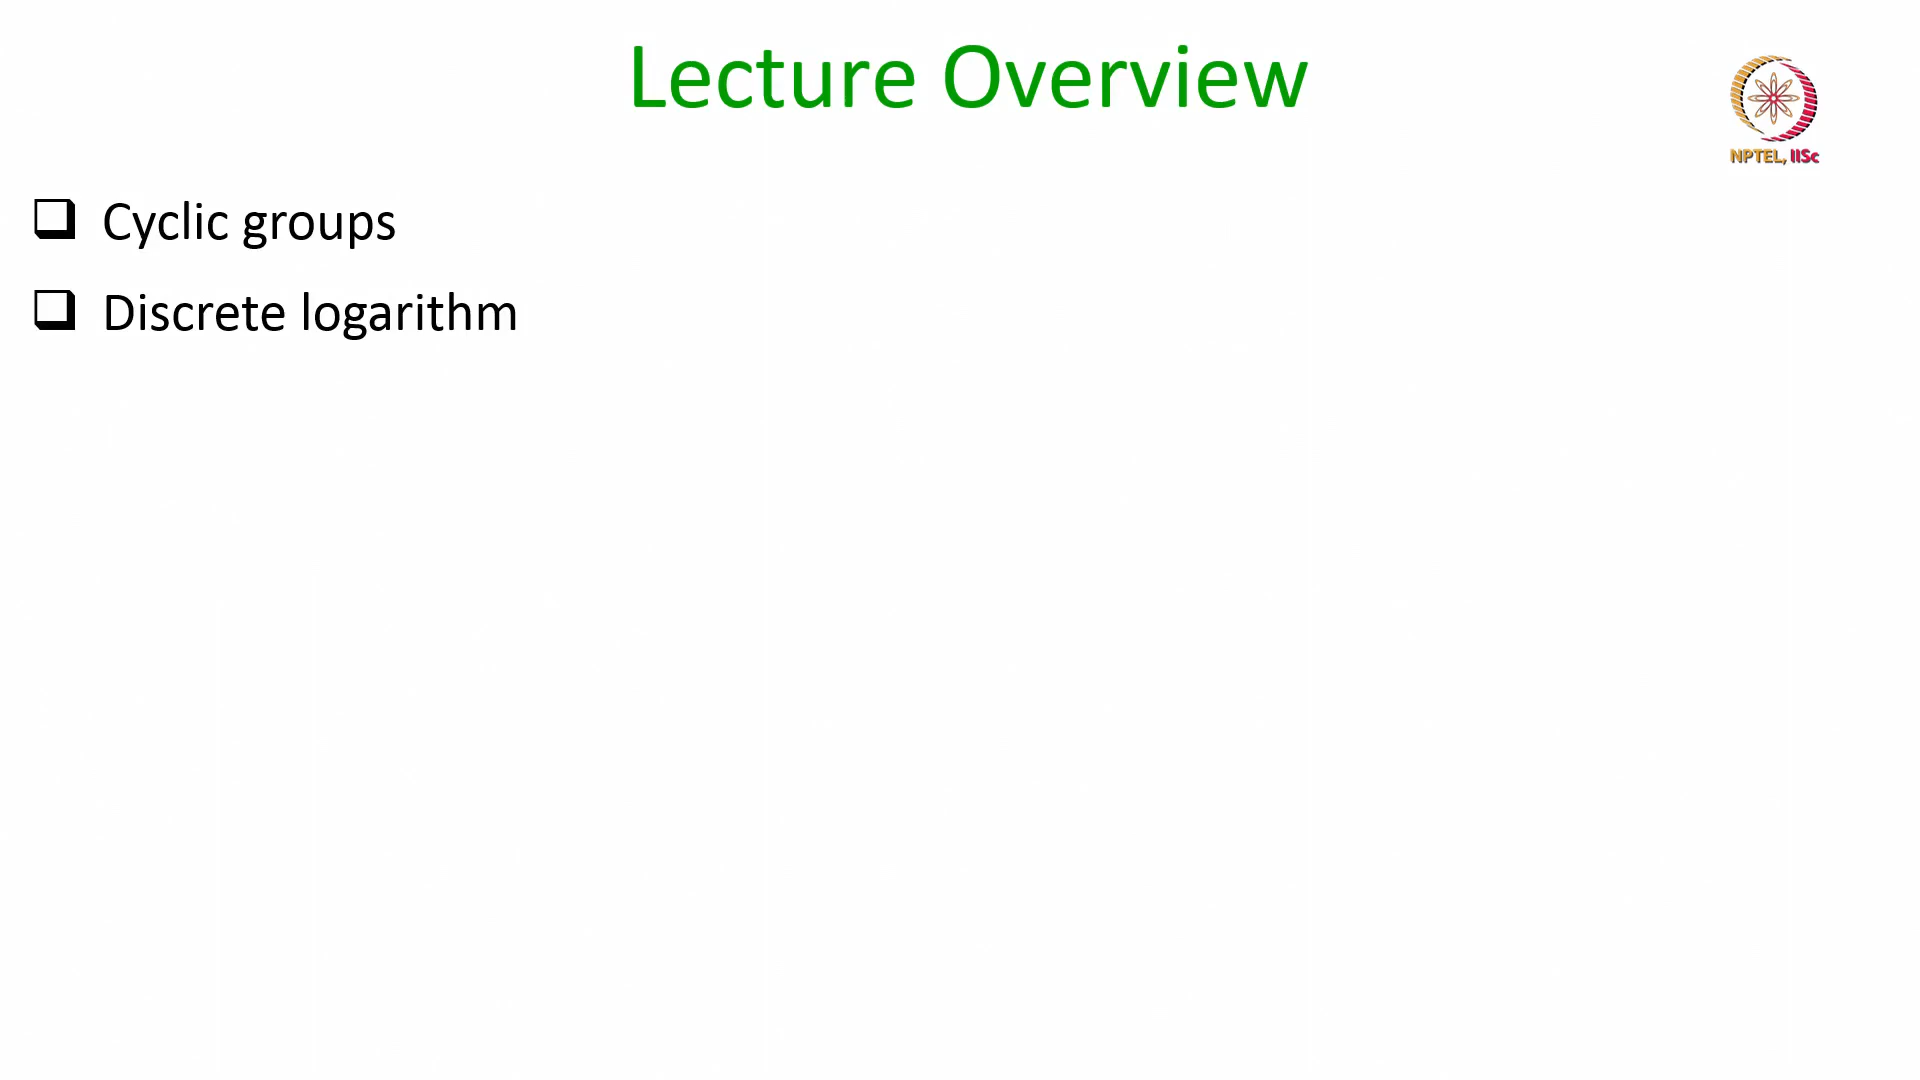 Lecture Overview
NPTEL, IISc
Cyclic groups
Discrete logarithm